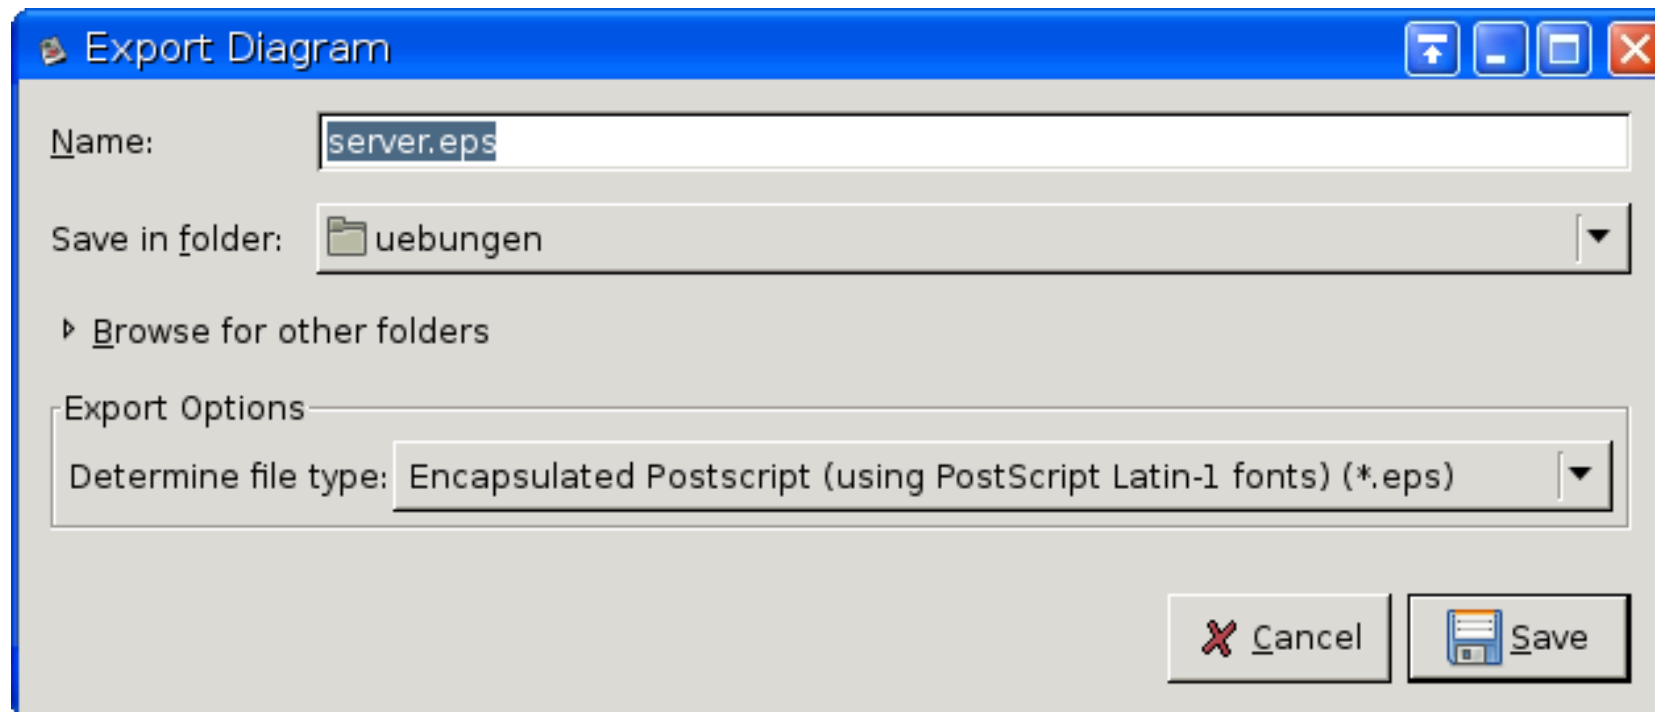 Export Diagram
Name: server.eps
Save in folder: uebungen
Browse for other folders
Export Options
Determine file type: Encapsulated Postscript (using PostScript Latin-1 fonts) (*.eps)
Cancel Save